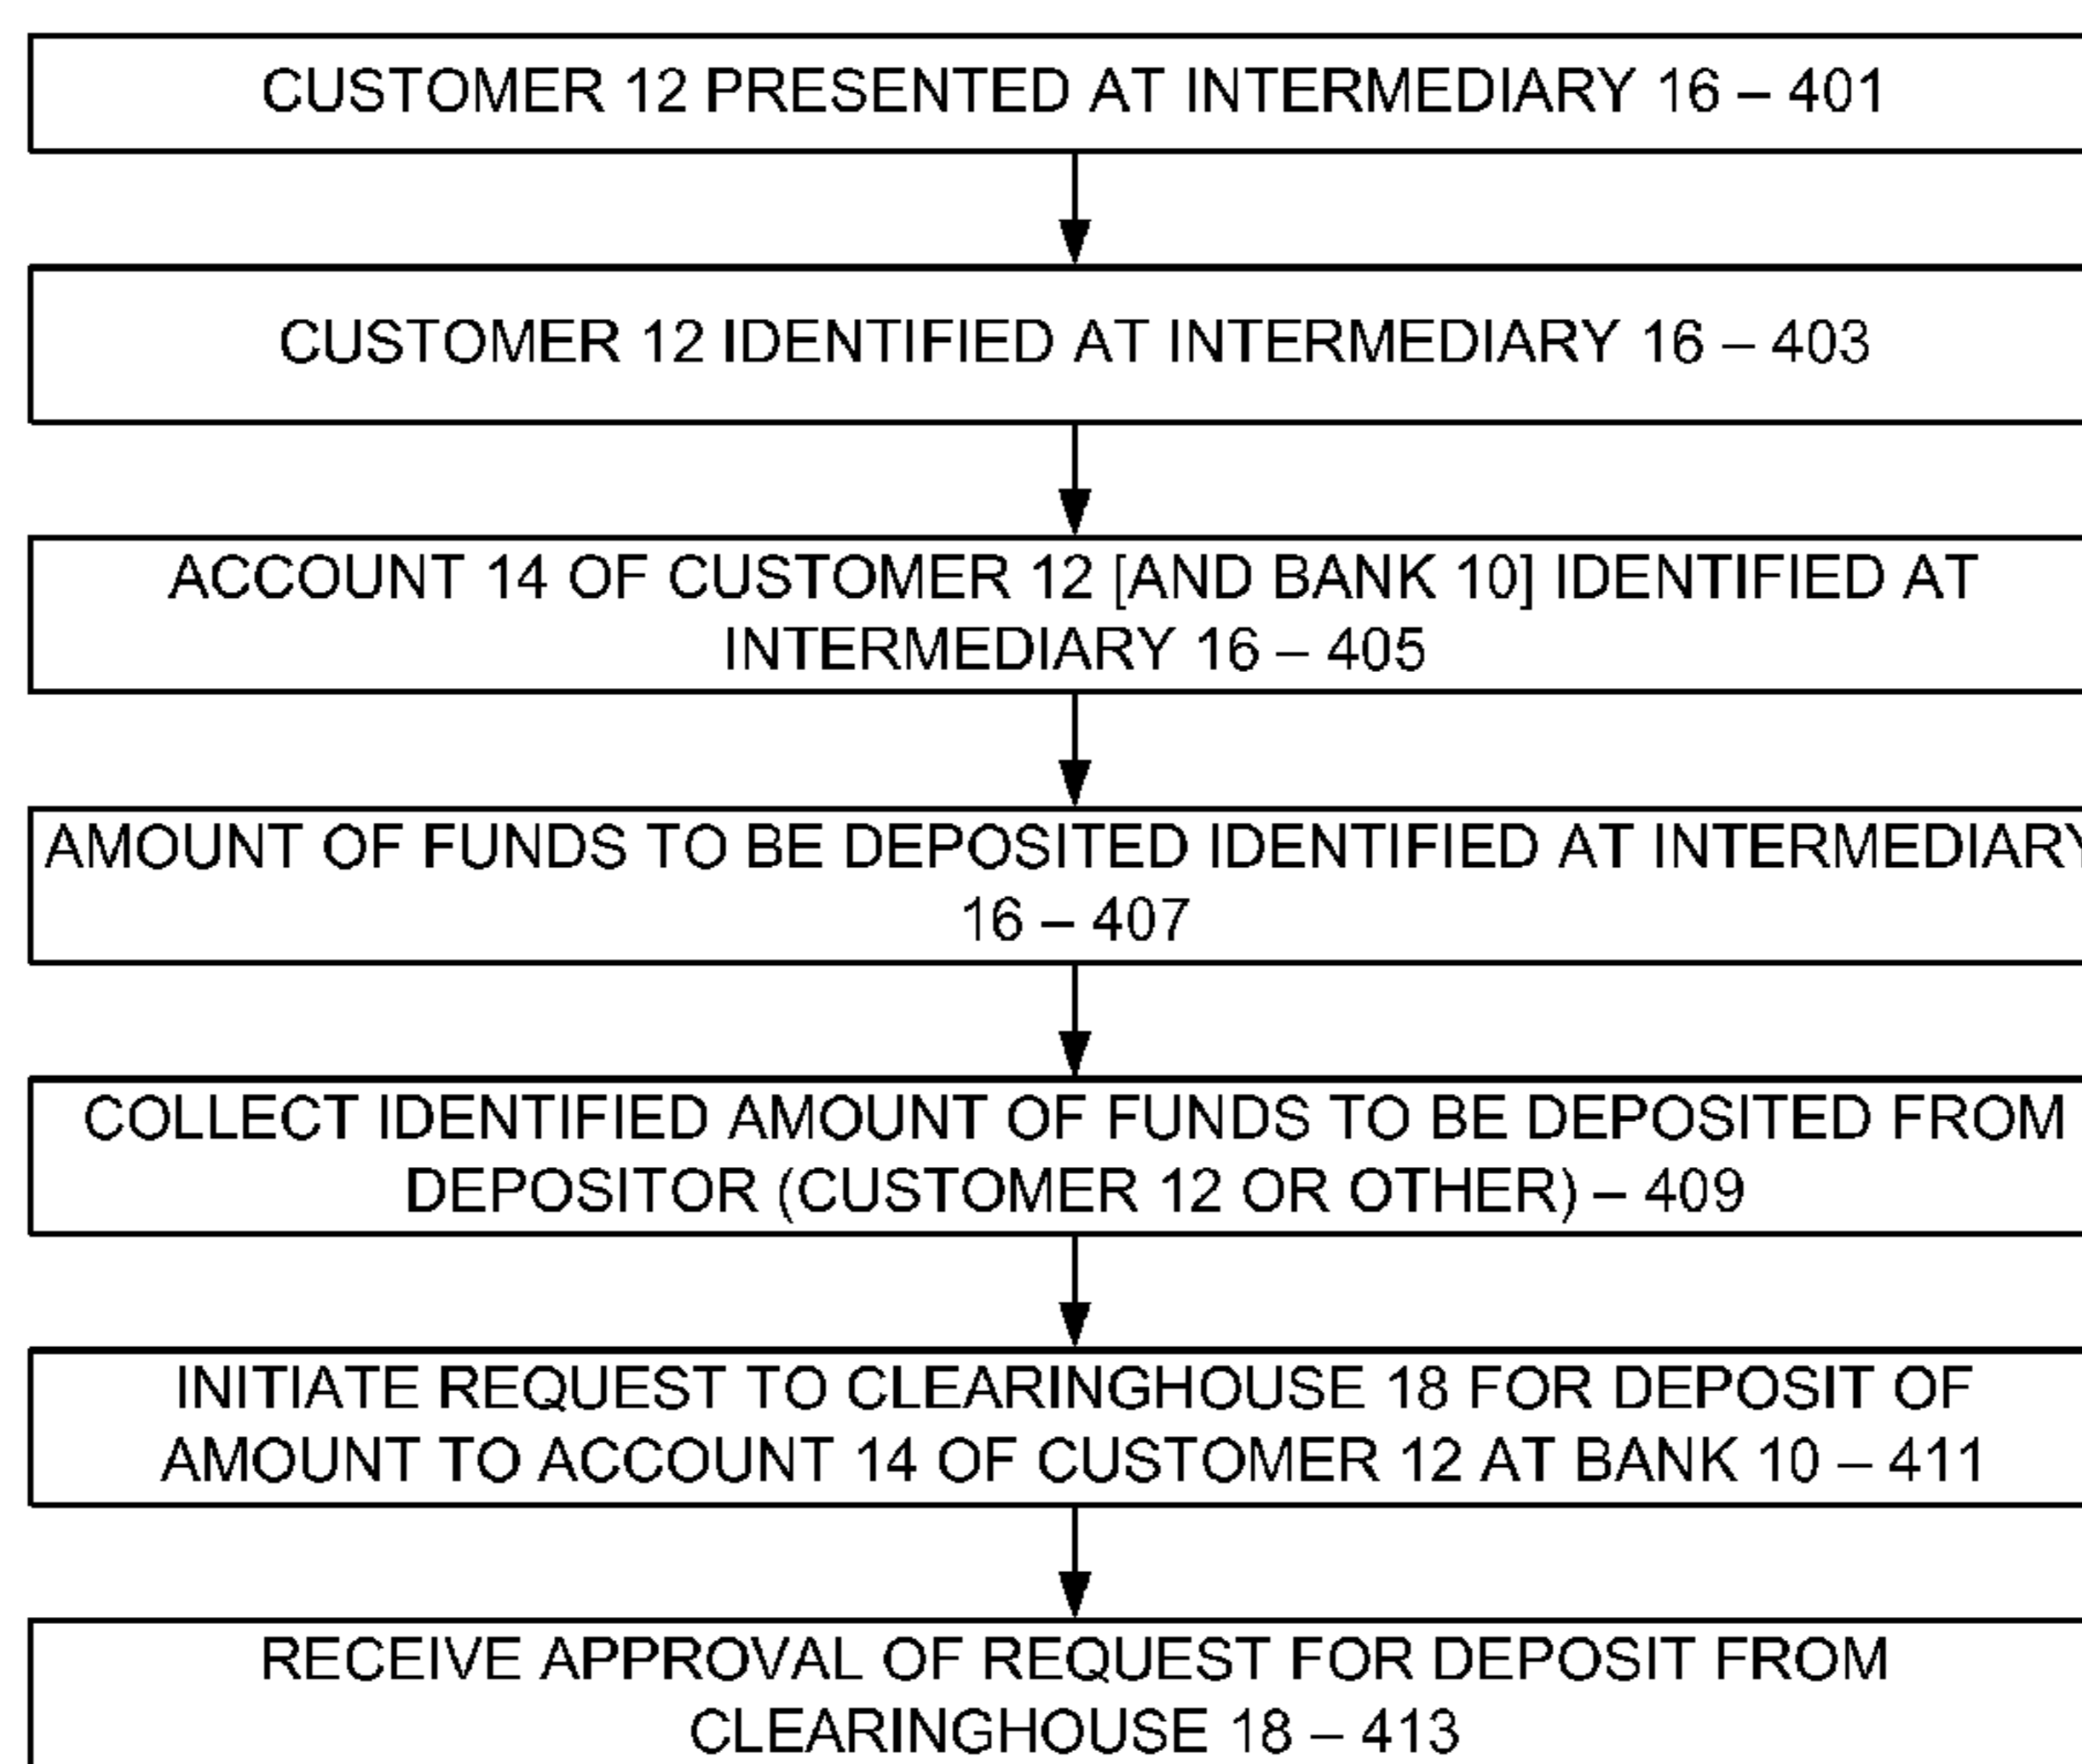 CUSTOMER 12 PRESENTED AT INTERMEDIARY 16 – 401
CUSTOMER 12 IDENTIFIED AT INTERMEDIARY 16 – 403
ACCOUNT 14 OF CUSTOMER 12 [AND BANK 10] IDENTIFIED AT
INTERMEDIARY 16 – 405
AMOUNT OF FUNDS TO BE DEPOSITED IDENTIFIED AT INTERMEDIARY
16 – 407
COLLECT IDENTIFIED AMOUNT OF FUNDS TO BE DEPOSITED FROM
DEPOSITOR (CUSTOMER 12 OR OTHER) – 409
INITIATE REQUEST TO CLEARINGHOUSE 18 FOR DEPOSIT OF
AMOUNT TO ACCOUNT 14 OF CUSTOMER 12 AT BANK 10 – 411
RECEIVE APPROVAL OF REQUEST FOR DEPOSIT FROM
CLEARINGHOUSE 18 – 413